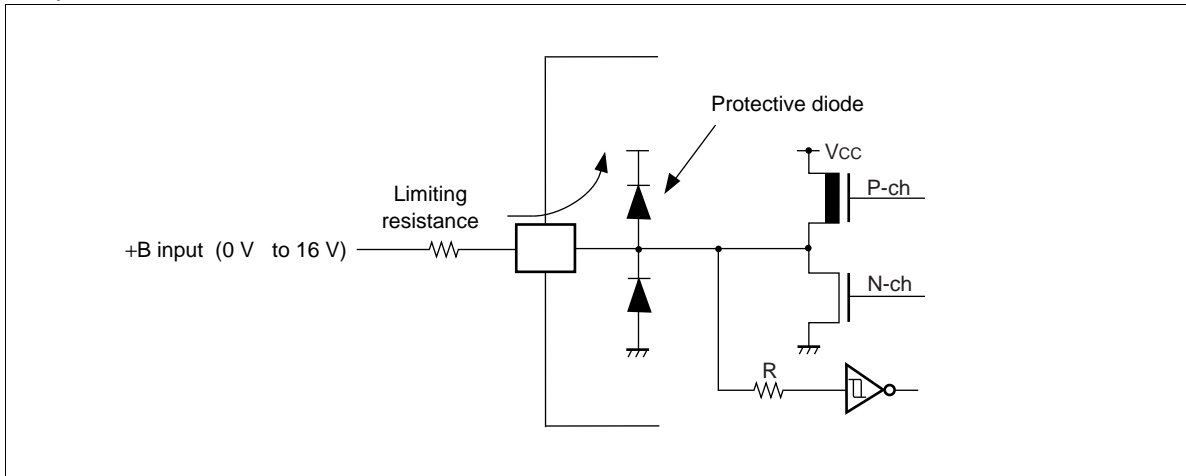 Protective diode
VCC
P-ch
Limiting
resistance
+B input (0 V to 16 V)
N-ch
R